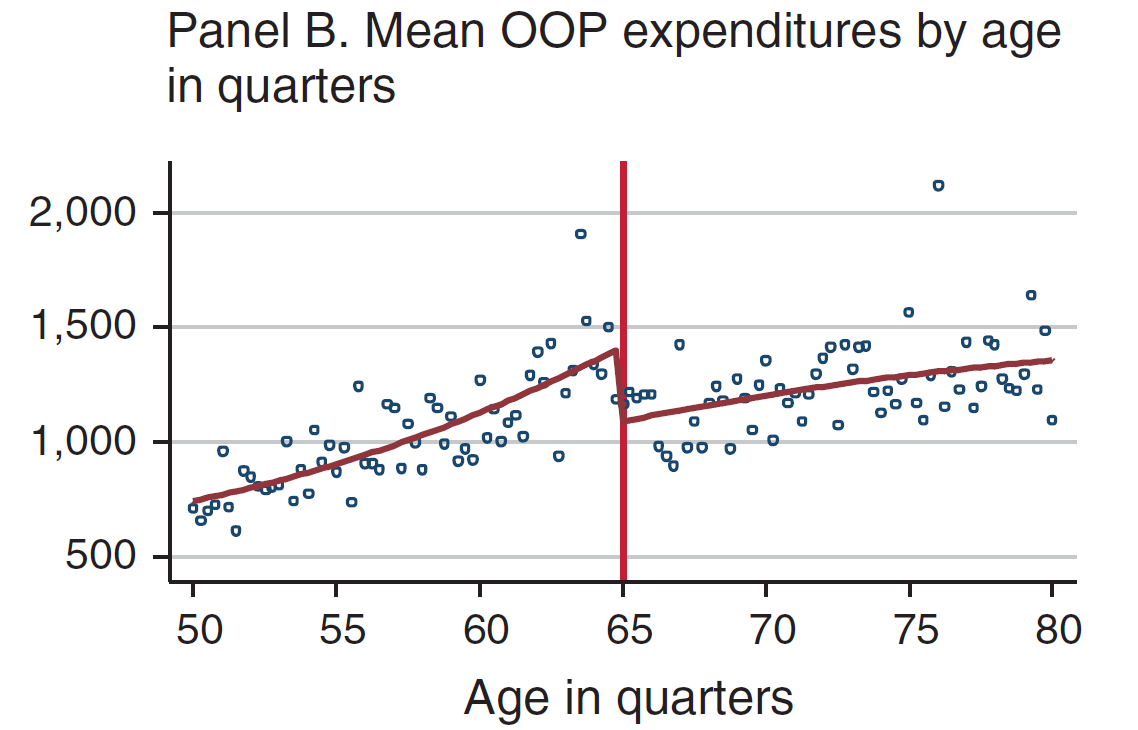 Panel B. Mean OOP expenditures by age
in quarters
2,000
1,500
1,000
500
50 55 60 65 70 75 80
Age in quarters